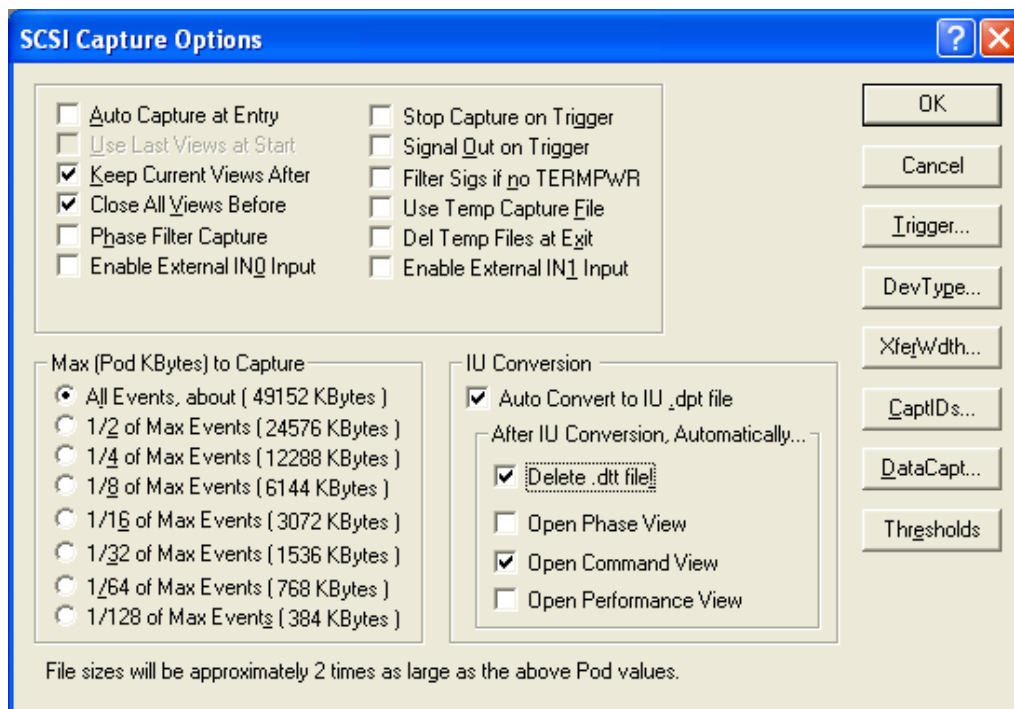 SCSI Capture Options
Auto Capture at Entry
Use Last Views at Start
Keep Current Views After
Close All Views Before
Phase Filter Capture
Enable External IN0 Input
Stop Capture on Trigger
Signal Out on Trigger
Filter Sigs if no TERMPWR
Use Temp Capture File
Del Temp Files at Exit
Enable External IN1 Input
Max (Pod KBytes) to Capture
All Events, about ( 49152 KBytes )
1/2 of Max Events ( 24576 KBytes )
1/4 of Max Events ( 12288 KBytes )
1/8 of Max Events ( 6144 KBytes )
1/16 of Max Events ( 3072 KBytes )
1/32 of Max Events ( 1536 KBytes )
1/64 of Max Events ( 768 KBytes )
1/128 of Max Events ( 384 KBytes )
IU Conversion
Auto Convert to IU .dpt file
After IU Conversion, Automatically...
Delete .dtt file!
Open Phase View
Open Command View
Open Performance View
File sizes will be approximately 2 times as large as the above Pod values.
OK
Cancel
Trigger...
DevType...
XferWdth...
CaptIDs...
DataCapt...
Thresholds